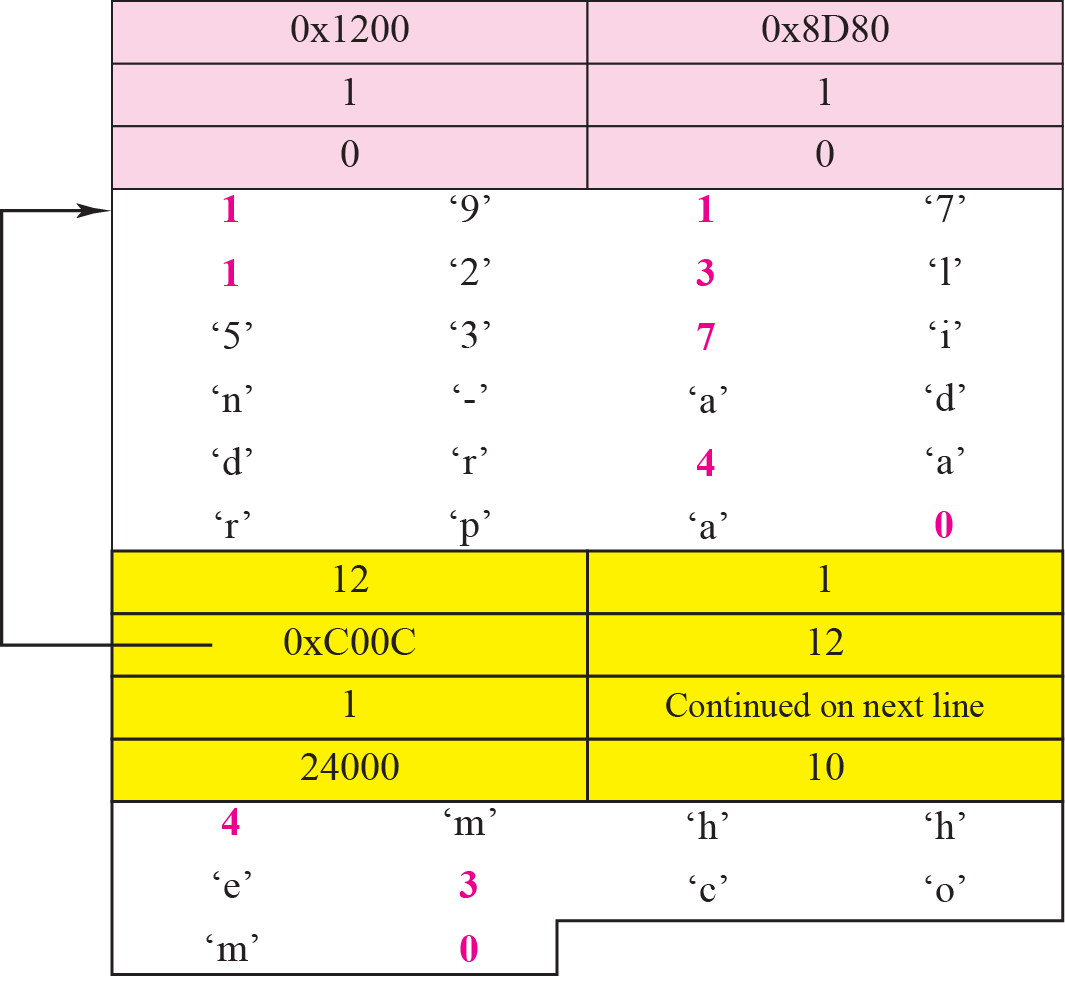 0x1200 0x8D80
1 1
0 0
1 ‘9’ 1 ‘7’
1 ‘2’ 3 ‘l’
‘5’ ‘3’ 7 ‘i’
‘n’ ‘-’ ‘a’ ‘d’
‘d’ ‘r’ 4 ‘a’
‘r’ ‘p’ ‘a’ 0
12 1
0xC00C 12
1 Continued on next line
24000 10
4 ‘m’ ‘h’ ‘h’
‘e’ 3 ‘c’ ‘o’
‘m’ 0